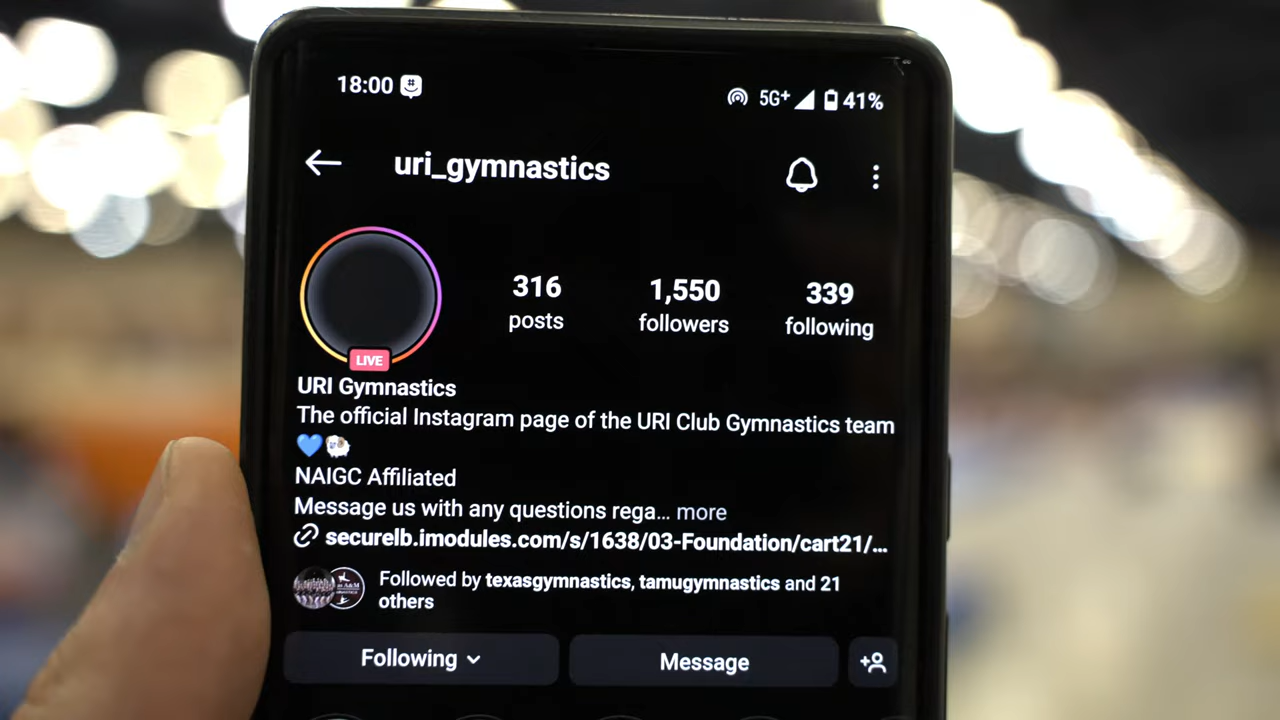 18:00 5G+ 41%
uri_gymnastics
316 1,550 339
posts followers following
LIVE
URI Gymnastics
The official Instagram page of the URI Club Gymnastics team
💙🐏
NAIGC Affiliated
Message us with any questions rega... more
securelb.imodules.com/s/1638/03-Foundation/cart21/...
Followed by texasgymnastics, tamugymnastics and 21
others
Following Message